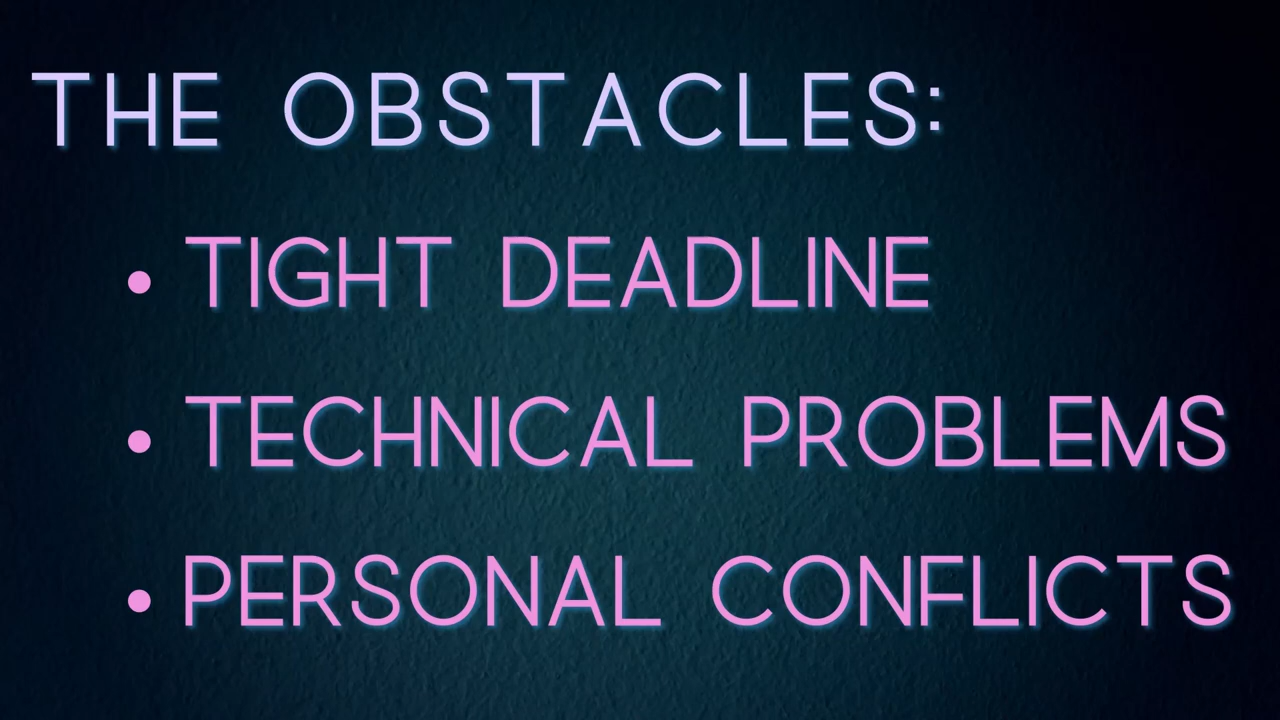 THE OBSTACLES:
• TIGHT DEADLINE
• TECHNICAL PROBLEMS
• PERSONAL CONFLICTS